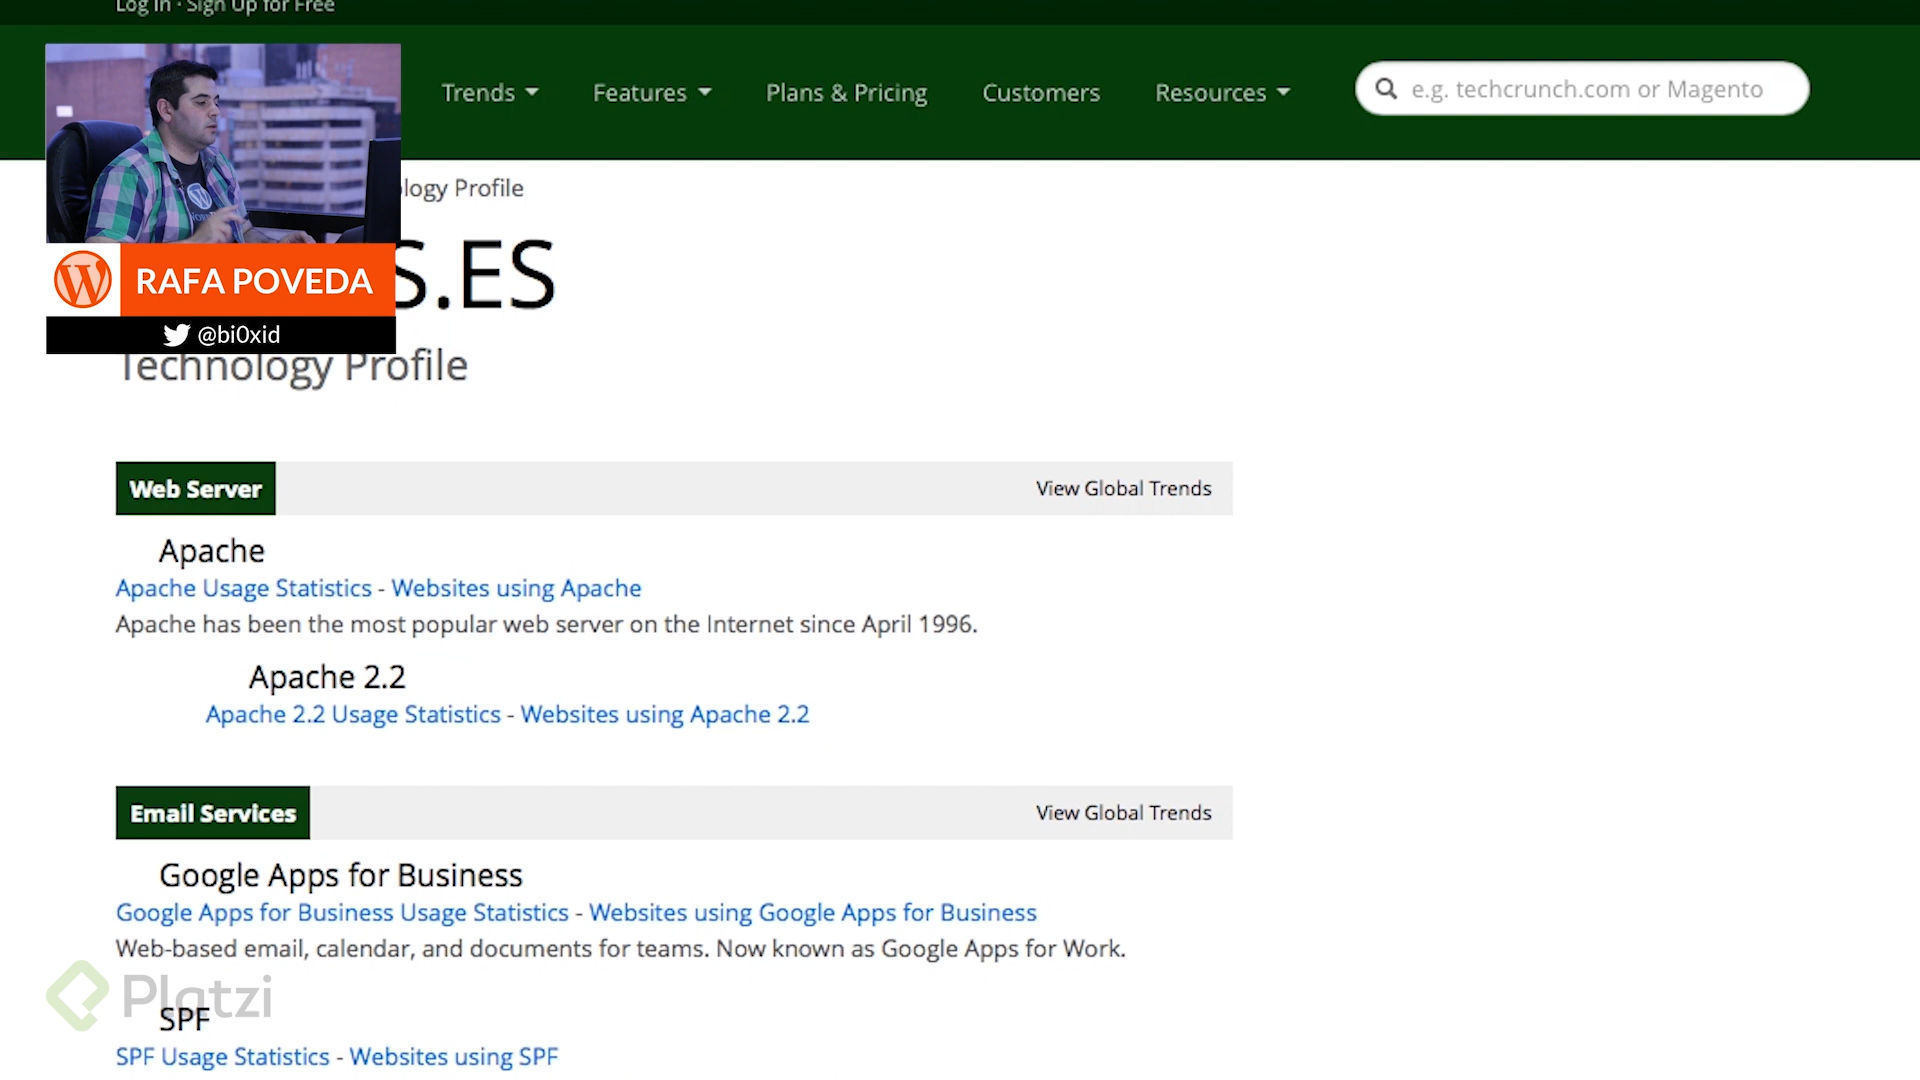 Log In · Sign Up for Free
Trends
Features
Plans & Pricing
Customers
Resources
e.g. techcrunch.com or Magento
logy Profile
S.ES
RAFA POVEDA
@bi0xid
Technology Profile
Web Server
View Global Trends
Apache
Apache Usage Statistics - Websites using Apache
Apache has been the most popular web server on the Internet since April 1996.
Apache 2.2
Apache 2.2 Usage Statistics - Websites using Apache 2.2
Email Services
View Global Trends
Google Apps for Business
Google Apps for Business Usage Statistics - Websites using Google Apps for Business
Web-based email, calendar, and documents for teams. Now known as Google Apps for Work.
Platzi
SPF
SPF Usage Statistics - Websites using SPF